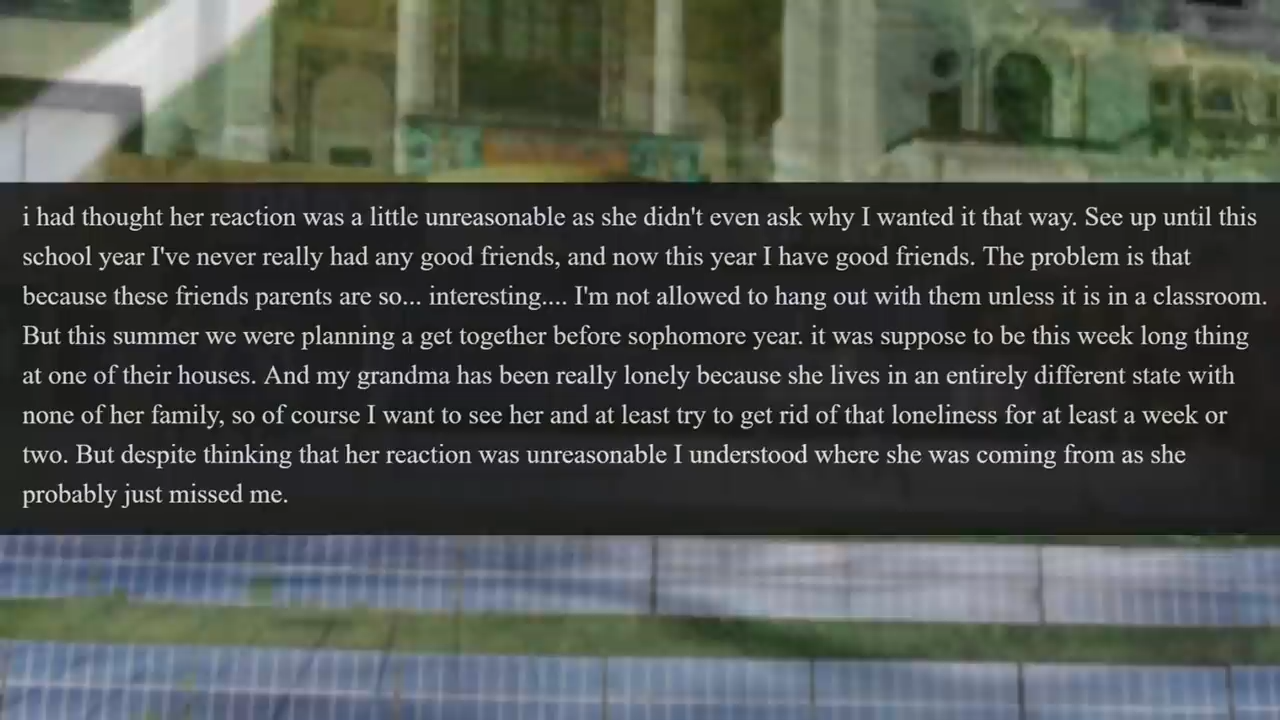 i had thought her reaction was a little unreasonable as she didn't even ask why I wanted it that way. See up until this
school year I've never really had any good friends, and now this year I have good friends. The problem is that
because these friends parents are so... interesting.... I'm not allowed to hang out with them unless it is in a classroom.
But this summer we were planning a get together before sophomore year. it was suppose to be this week long thing
at one of their houses. And my grandma has been really lonely because she lives in an entirely different state with
none of her family, so of course I want to see her and at least try to get rid of that loneliness for at least a week or
two. But despite thinking that her reaction was unreasonable I understood where she was coming from as she
probably just missed me.